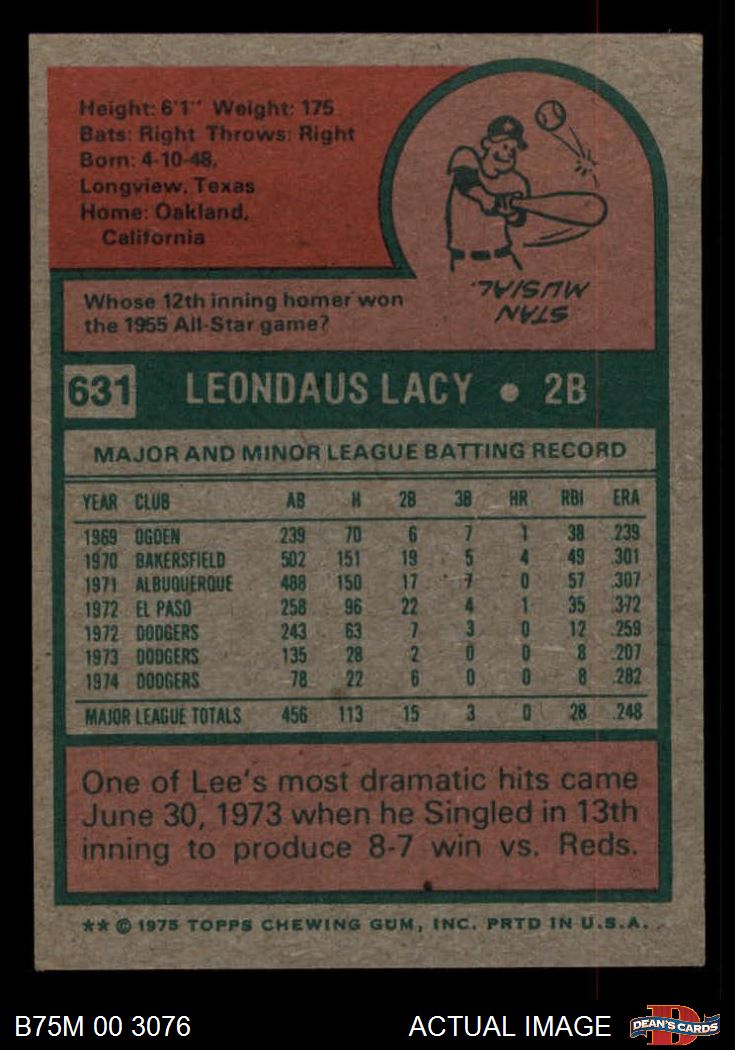 Height: 6'1" Weight: 175
Bats: Right Throws: Right
Born: 4-10-48,
Longview, Texas
Home: Oakland,
California
Whose 12th inning homer won
the 1955 All-Star game?
STAN
MUSIAL.
631 LEONDAUS LACY • 2B
MAJOR AND MINOR LEAGUE BATTING RECORD
YEAR CLUB AB H 2B 3B HR RBI ERA
1969 OGDEN 239 70 6 7 1 38 .239
1970 BAKERSFIELD 502 151 19 5 4 49 .301
1971 ALBUQUERQUE 488 150 17 7 0 57 .307
1972 EL PASO 258 96 22 4 1 35 .372
1972 DODGERS 243 63 7 3 0 12 .259
1973 DODGERS 135 28 2 0 0 8 .207
1974 DODGERS 78 22 6 0 0 8 .282
MAJOR LEAGUE TOTALS 456 113 15 3 0 28 .248
One of Lee's most dramatic hits came
June 30, 1973 when he Singled in 13th
inning to produce 8-7 win vs. Reds.
** © 1975 TOPPS CHEWING GUM, INC. PRTD IN U.S.A.
B75M 00 3076 ACTUAL IMAGE
D
DEAN'S CARDS